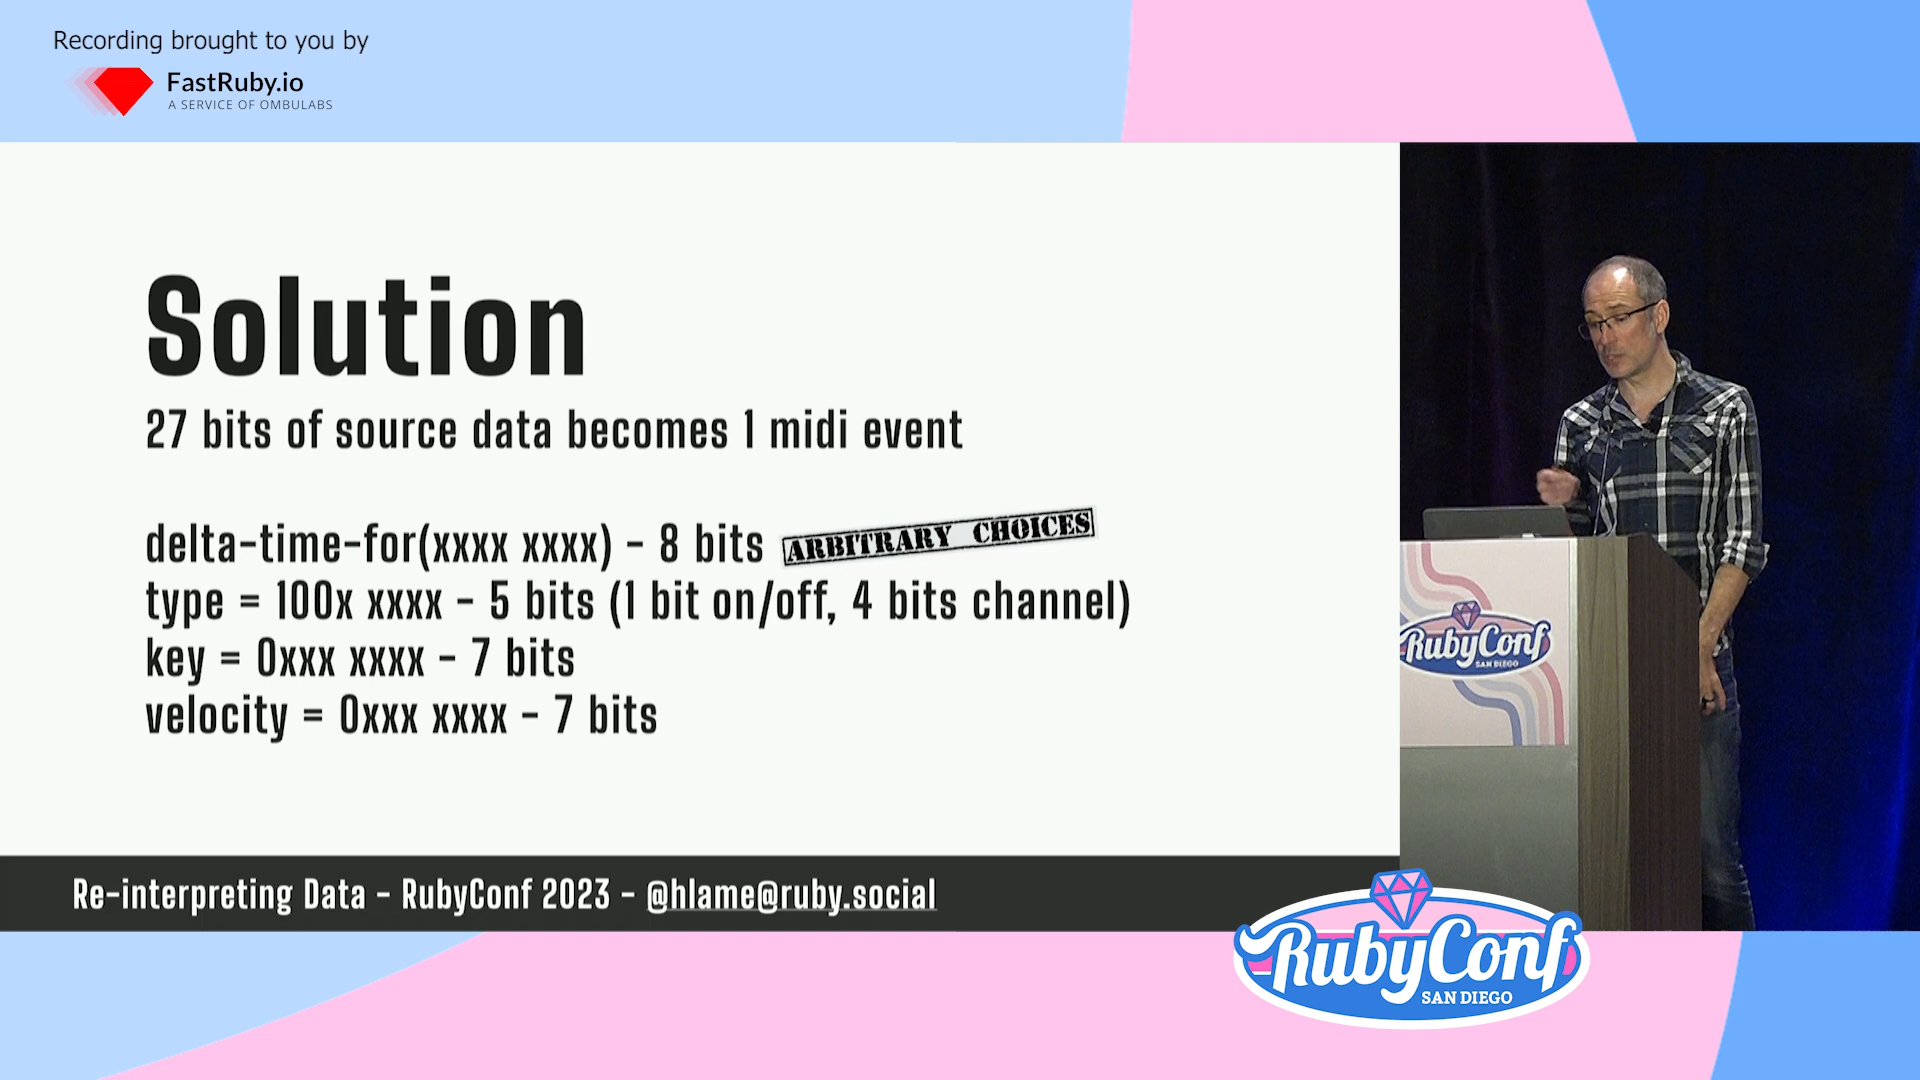 Recording brought to you by
FastRuby.io
A SERVICE OF OMBULABS
Solution
27 bits of source data becomes 1 midi event
delta-time-for(xxxx xxxx) - 8 bits ARBITRARY CHOICES
type = 100x xxxx - 5 bits (1 bit on/off, 4 bits channel)
key = 0xxx xxxx - 7 bits
velocity = 0xxx xxxx - 7 bits
RubyConf
SAN DIEGO
Re-interpreting Data - RubyConf 2023 - @hlame@ruby.social
RubyConf
SAN DIEGO